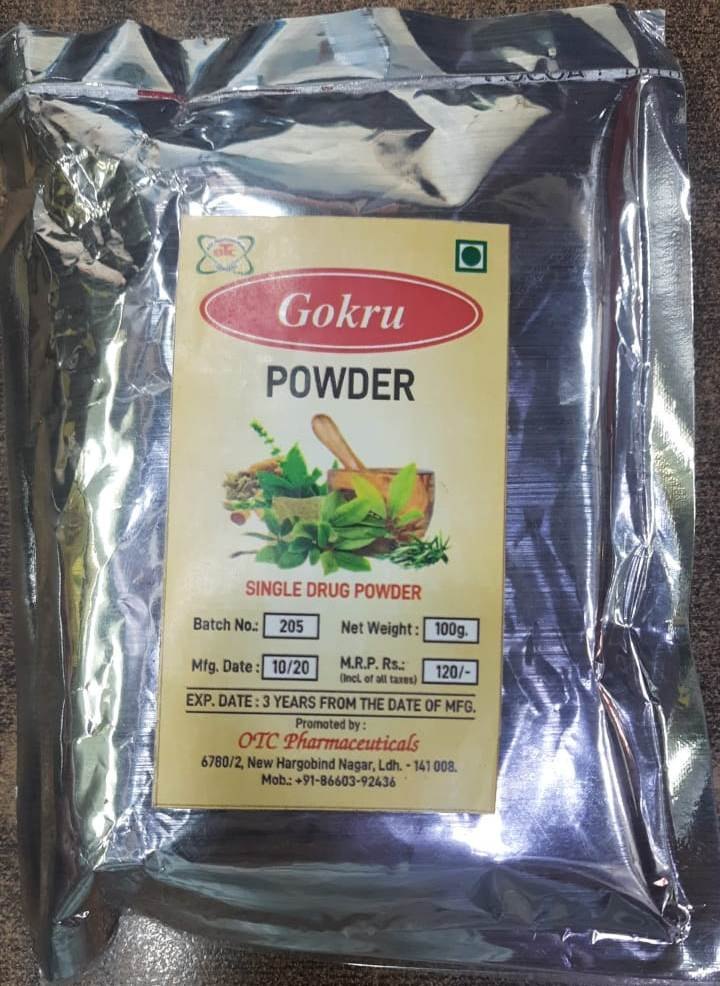 OTC
Gokru
POWDER
SINGLE DRUG POWDER
Batch No.: 205 Net Weight : 100g.
Mfg. Date : 10/20 M.R.P. Rs.: 120/-
(Incl. of all taxes)
EXP. DATE : 3 YEARS FROM THE DATE OF MFG.
Promoted by :
OTC Pharmaceuticals
6780/2, New Hargobind Nagar, Ldh. - 141 008.
Mob.: +91-86603-92436